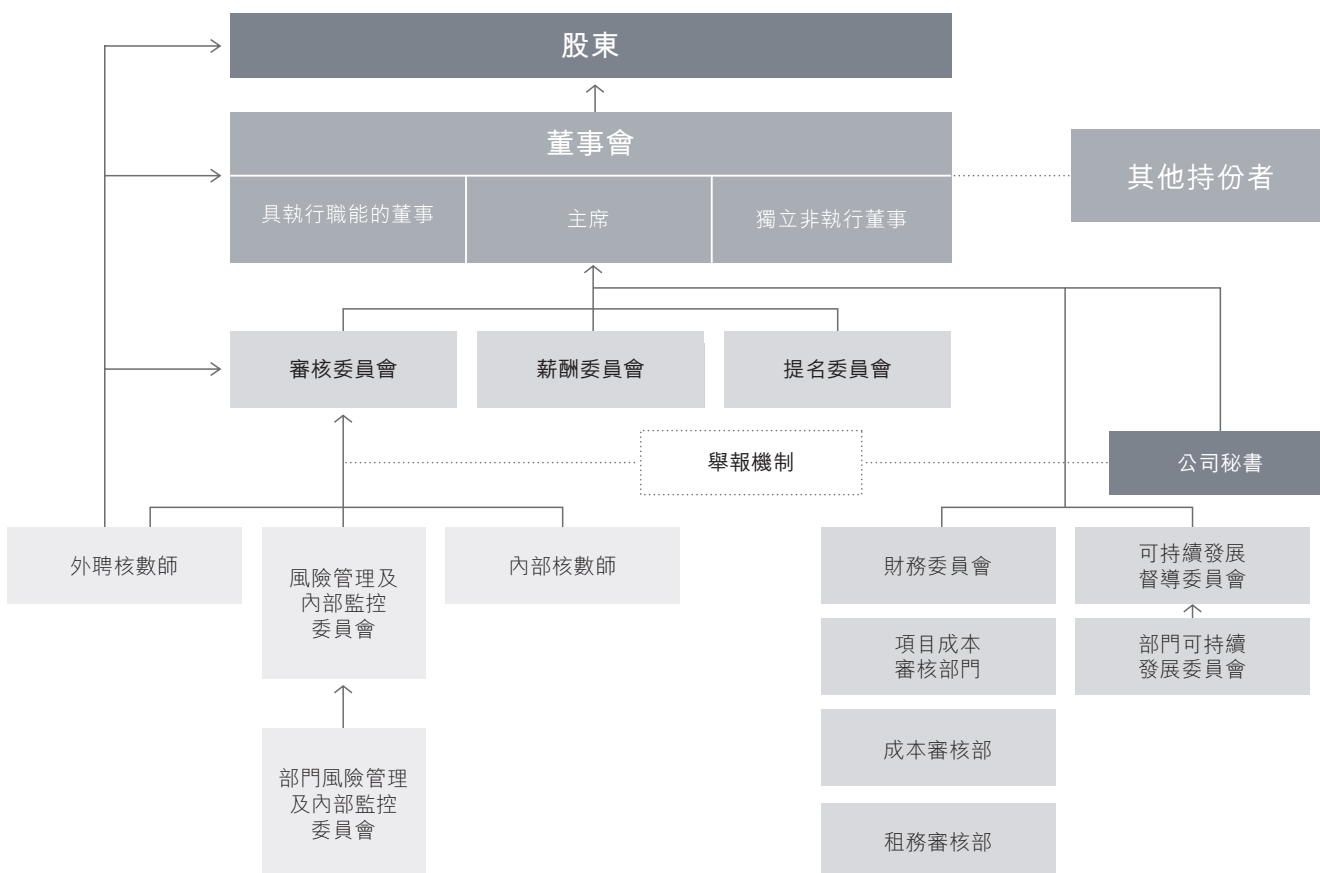 股東
董事會
其他持份者
具執行職能的董事
主席
獨立非執行董事
審核委員會
薪酬委員會
提名委員會
舉報機制
公司秘書
外聘核數師
風險管理及
內部監控
委員會
內部核數師
財務委員會
可持續發展
督導委員會
項目成本
審核部門
部門可持續
發展委員會
成本審核部
部門風險管理
及內部監控
委員會
租務審核部